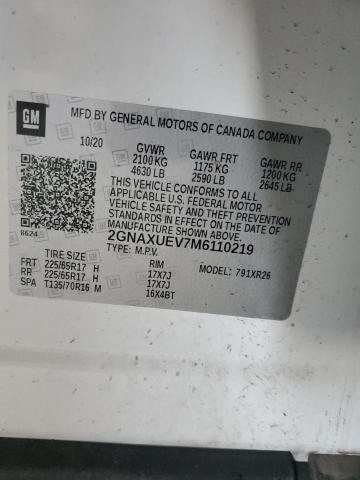 GM
MFD BY GENERAL MOTORS OF CANADA COMPANY
10/20 GVWR GAWR FRT GAWR RR
2100 KG 1175 KG 1200 KG
4630 LB 2590 LB 2645 LB
THIS VEHICLE CONFORMS TO ALL
APPLICABLE U.S. FEDERAL MOTOR
VEHICLE SAFETY AND THEFT
PREVENTION STANDARDS IN
EFFECT ON THE DATE OF
MANUFACTURE SHOWN ABOVE.
8624 2GNAXUEV7M6110219
TYPE: M.P.V. MODEL: 791XR26
TIRE SIZE RIM
FRT 225/65R17 H 17X7J
RR 225/65R17 H 17X7J
SPA T135/70R16 M 16X4BT